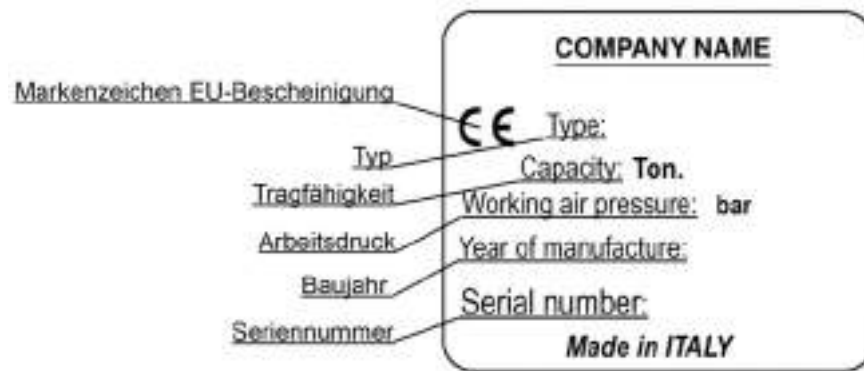 COMPANY NAME
Markenzeichen EU-Bescheinigung
CE Type:
Typ
Capacity: Ton.
Tragfähigkeit
Working air pressure: bar
Arbeitsdruck
Year of manufacture:
Baujahr
Serial number:
Seriennummer
Made in ITALY